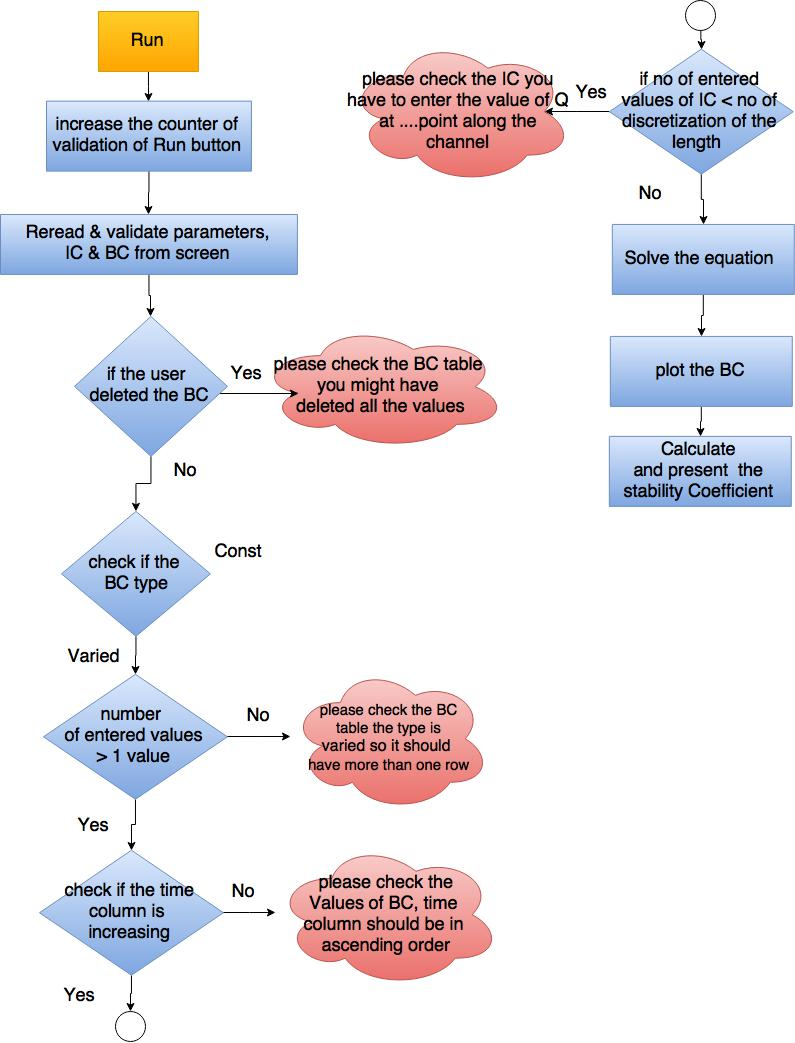 Run
increase the counter of
validation of Run button
Reread & validate parameters,
IC & BC from screen
if the user
deleted the BC
Yes
please check the BC table
you might have
deleted all the values
No
check if the
BC type
Const
Varied
number
of entered values
> 1 value
No
please check the BC
table the type is
varied so it should
have more than one row
Yes
check if the time
column is
increasing
No
please check the
Values of BC, time
column should be in
ascending order
Yes
if no of entered
values of IC < no of
discretization of the
length
Yes
please check the IC you
have to enter the value of Q
at ....point along the
channel
No
Solve the equation
plot the BC
Calculate
and present the
stability Coefficient